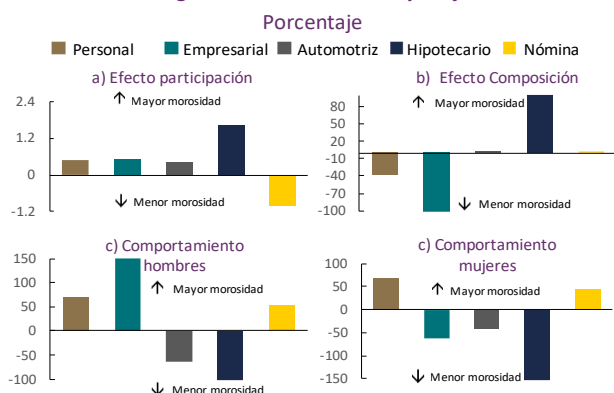 Porcentaje
Personal Empresarial Automotriz Hipotecario Nómina
a) Efecto participación
2.4
1.2
0
-1.2
↑ Mayor morosidad
↓ Menor morosidad
b) Efecto Composición
80
50
20
-10
-40
-70
-100
↑ Mayor morosidad
↓ Menor morosidad
c) Comportamiento
hombres
150
100
50
0
-50
-100
↑ Mayor morosidad
↓ Menor morosidad
c) Comportamiento
mujeres
100
50
0
-50
-100
-150
↑ Mayor morosidad
↓ Menor morosidad